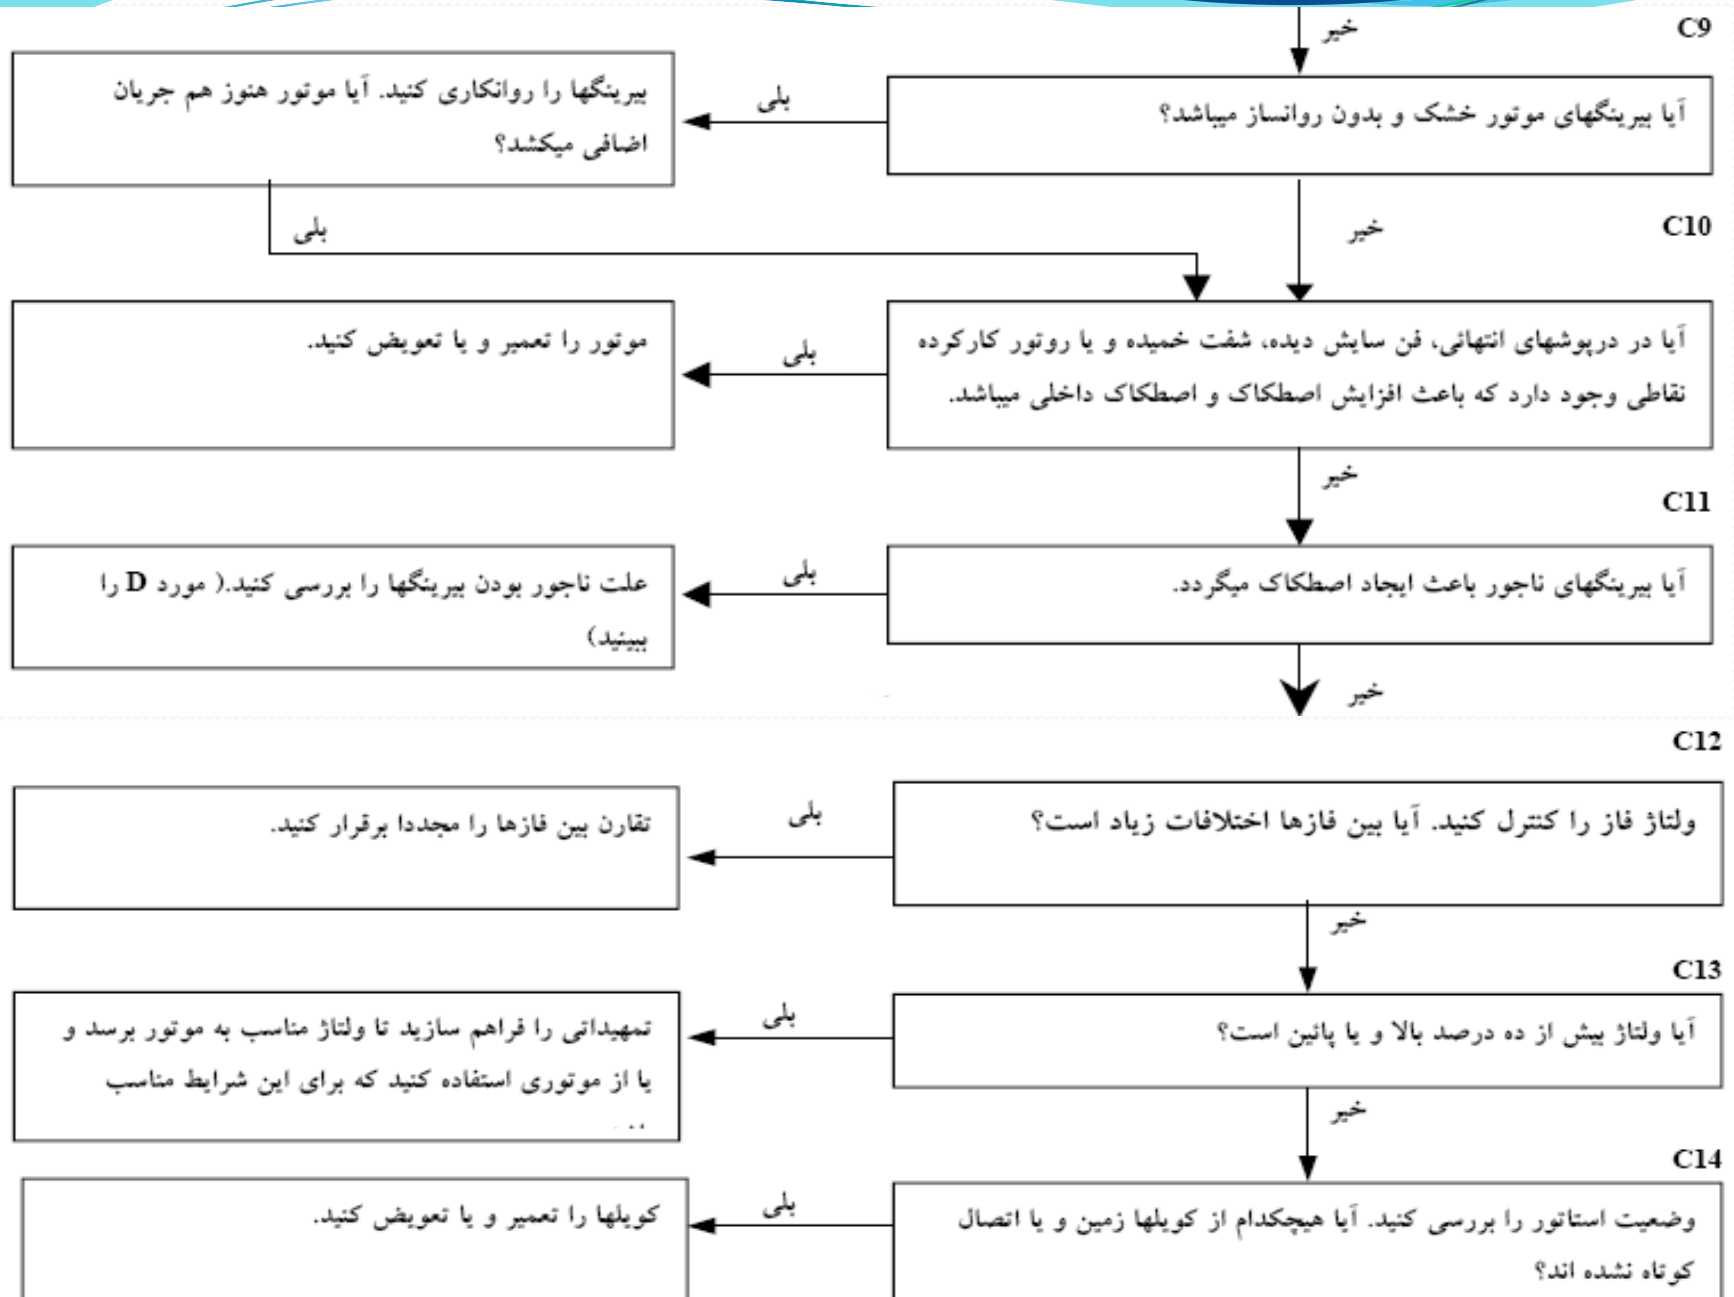 C9
خیر
آیا بیرینگهای موتور خشک و بدون روانساز میباشد؟
بلی
بیرینگها را روانکاری کنید. آیا موتور هنوز هم جریان
اضافی میکشد؟
C10
خیر
بلی
آیا در درپوشهای انتهائی، فن سایش دیده، شفت خمیده و یا روتور کارکرده
نقاطی وجود دارد که باعث افزایش اصطکاک و اصطکاک داخلی میباشد.
بلی
موتور را تعمیر و یا تعویض کنید.
خیر
C11
آیا بیرینگهای ناجور باعث ایجاد اصطکاک میگردد.
بلی
علت ناجور بودن بیرینگها را بررسی کنید.( مورد D را
ببینید)
خیر
C12
ولتاژ فاز را کنترل کنید. آیا بین فازها اختلافات زیاد است؟
بلی
تقارن بین فازها را مجددا برقرار کنید.
خیر
C13
آیا ولتاژ بیش از ده درصد بالا و یا پائین است؟
بلی
تمهیداتی را فراهم سازید تا ولتاژ مناسب به موتور برسد و
یا از موتوری استفاده کنید که برای این شرایط مناسب
خیر
C14
وضعیت استاتور را بررسی کنید. آیا هیچکدام از کویلها زمین و یا اتصال
کوتاه نشده اند؟
بلی
کویلها را تعمیر و یا تعویض کنید.